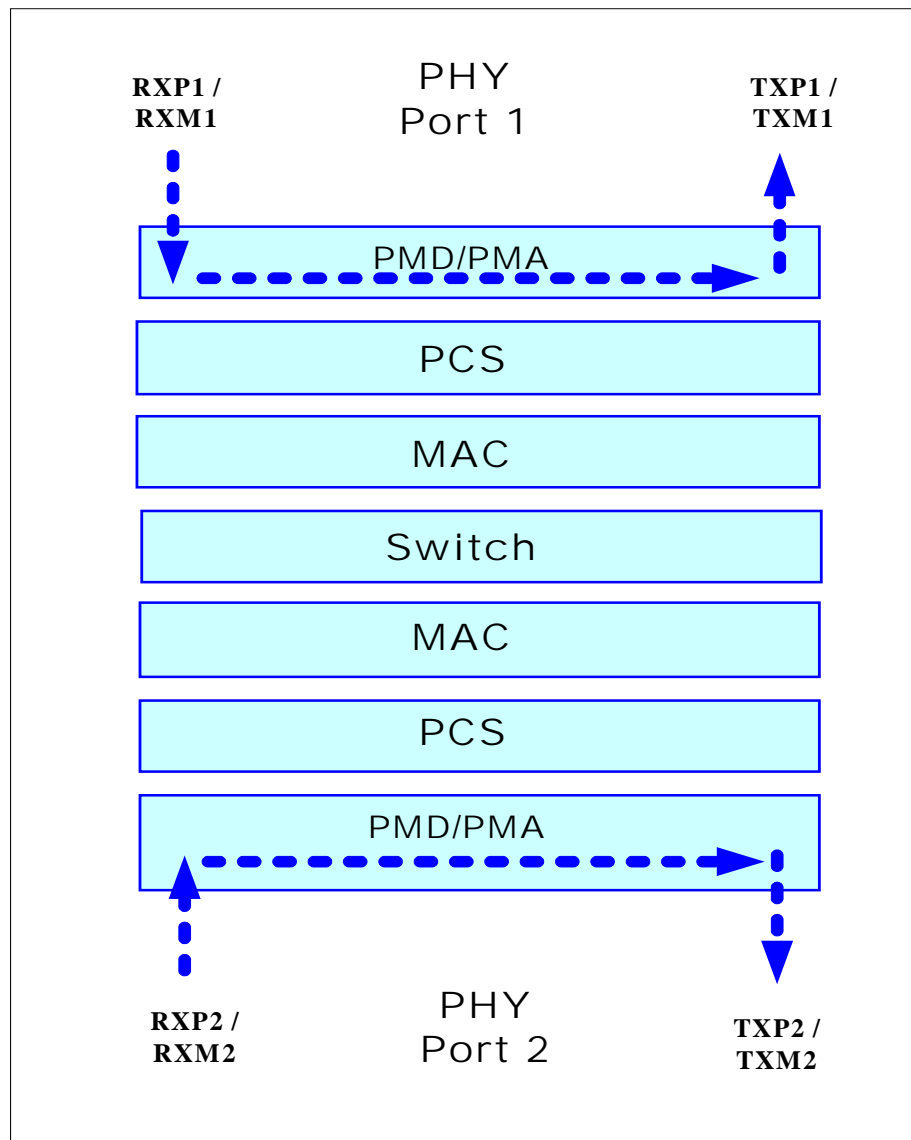 RXP1 /
RXM1
PHY
Port 1
TXP1 /
TXM1
PMD/PMA
PCS
MAC
Switch
MAC
PCS
PMD/PMA
RXP2 /
RXM2
PHY
Port 2
TXP2 /
TXM2